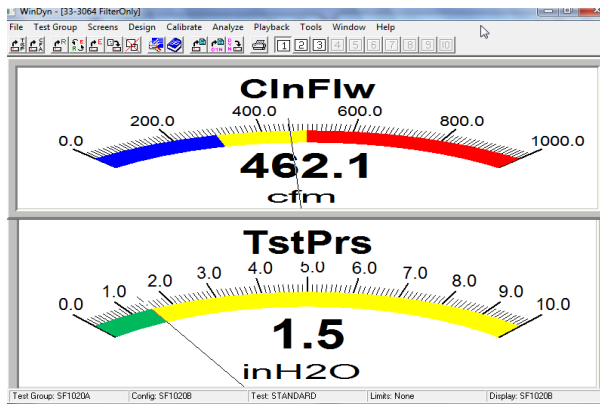 WinDyn - [33-3064 FilterOnly]
File Test Group Screens Design Calibrate Analyze Playback Tools Window Help
1 2 3 4 5 6 7 8 9 10
ClnFlw
0.0 200.0 400.0 600.0 800.0 1000.0
462.1
cfm
TstPrs
0.0 1.0 2.0 3.0 4.0 5.0 6.0 7.0 8.0 9.0 10.0
1.5
inH2O
Test Group: SF1020A Config: SF1020B Test: STANDARD Limits: None Display: SF1020B